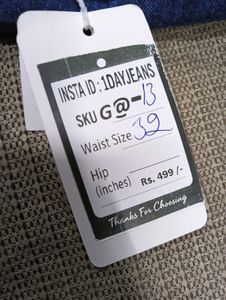 INSTA ID : 1DAYJEANS
SKU G@-13
Waist Size 32
Hip
(inches) Rs. 499 /-
Thanks For Choosing